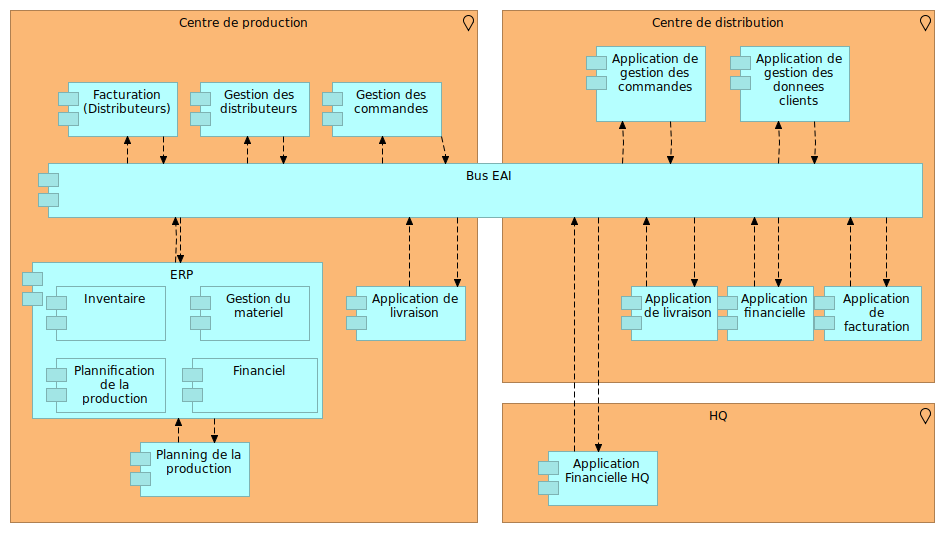 Centre de production
Centre de distribution
Facturation
(Distributeurs)
Gestion des
distributeurs
Gestion des
commandes
Application de
gestion des
commandes
Application de
gestion des
donnees
clients
Bus EAI
ERP
Inventaire
Gestion du
materiel
Plannification
de la
production
Financiel
Application de
livraison
Application
de livraison
Application
financielle
Application
de
facturation
Planning de la
production
HQ
Application
Financielle HQ